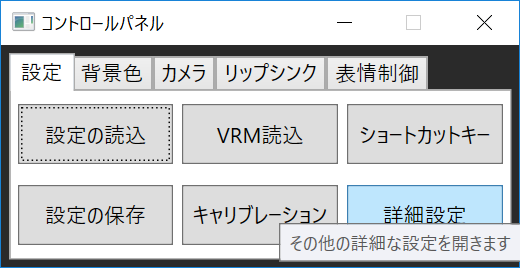 コントロールパネル
設定 背景色 カメラ リップシンク 表情制御
設定の読込 VRM読込 ショートカットキー
設定の保存 キャリブレーション 詳細設定
その他の詳細な設定を開きます